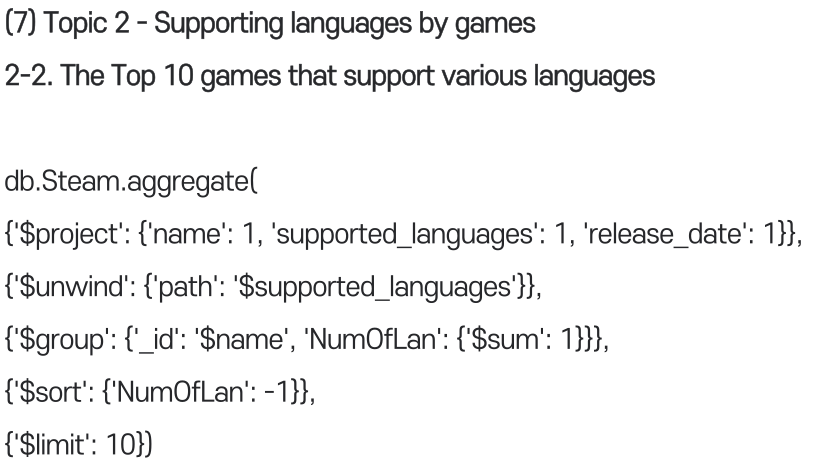 (7) Topic 2 - Supporting languages by games
2-2. The Top 10 games that support various languages
db.Steam.aggregate(
{'$project': {'name': 1, 'supported_languages': 1, 'release_date': 1}},
{'$unwind': {'path': '$supported_languages'}},
{'$group': {'_id': '$name', 'NumOfLan': {'$sum': 1}}},
{'$sort': {'NumOfLan': -1}},
{'$limit': 10})